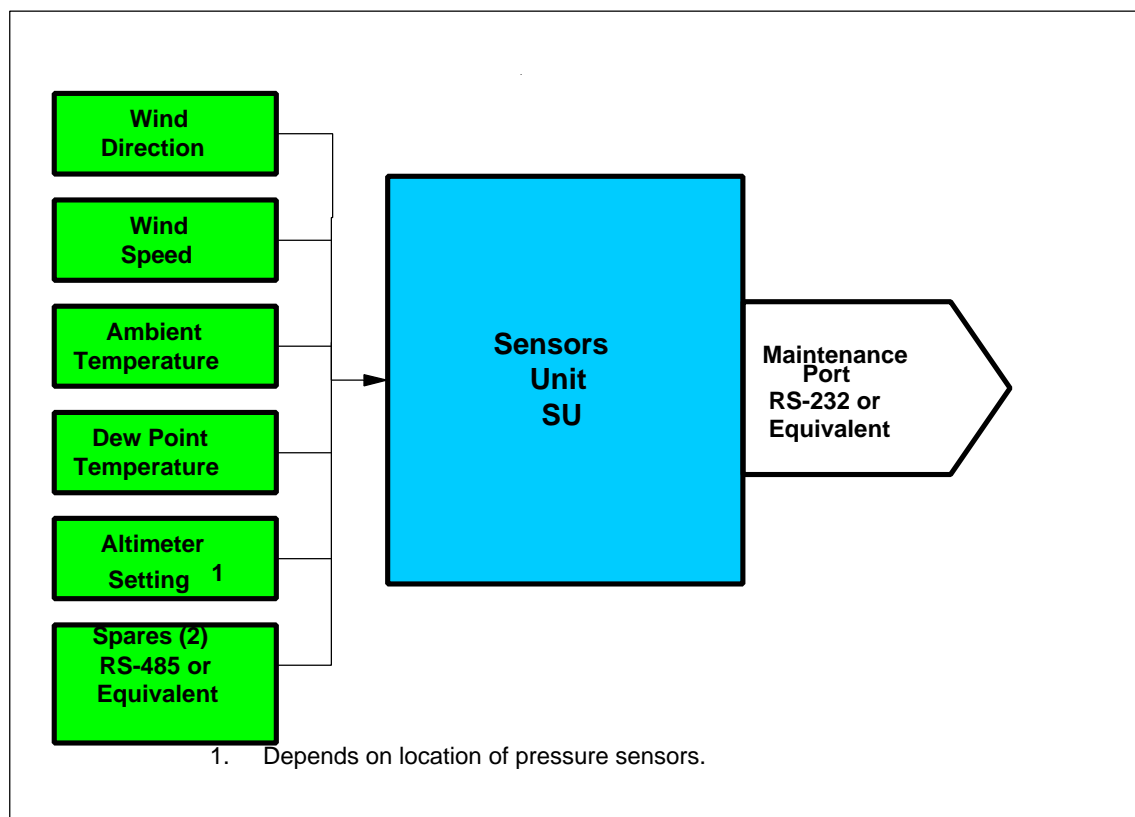 Wind
Direction
Wind
Speed
Ambient
Temperature
Dew Point
Temperature
Altimeter
Setting 1
Spares (2)
RS-485 or
Equivalent
Sensors
Unit
SU
Maintenance
Port
RS-232 or
Equivalent
1. Depends on location of pressure sensors.